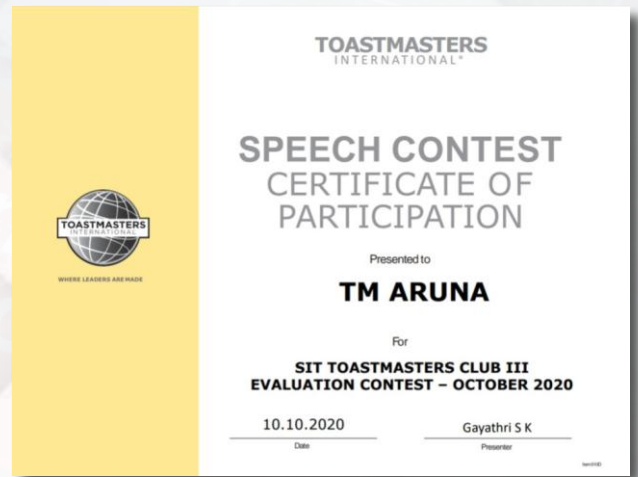 TOASTMASTERS
INTERNATIONAL
WHERE LEADERS ARE MADE
TOASTMASTERS
INTERNATIONAL®
SPEECH CONTEST
CERTIFICATE OF
PARTICIPATION
Presented to
TM ARUNA
For
SIT TOASTMASTERS CLUB III
EVALUATION CONTEST – OCTOBER 2020
10.10.2020
Gayathri S K
Date
Presenter